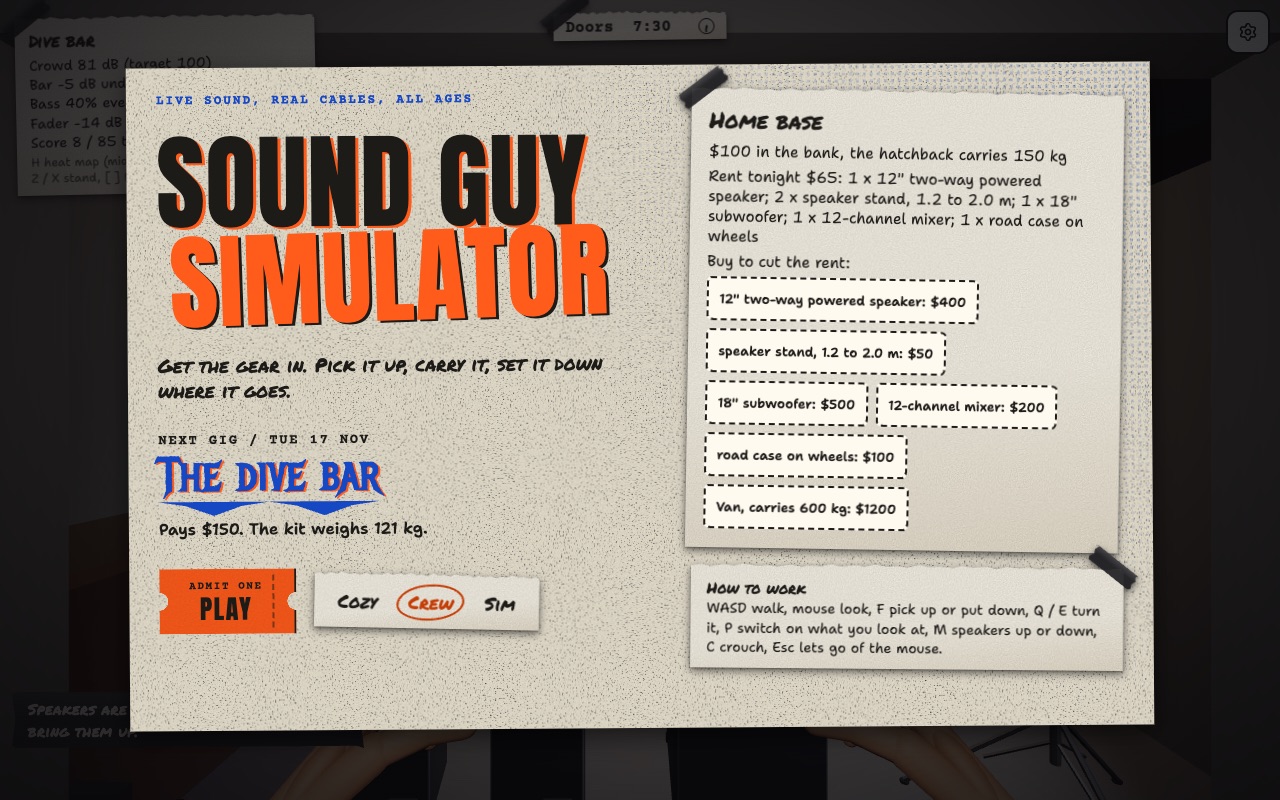 DIVE BAR
Crowd 81 dB (target 100)
Bar -5 dB und
Bass 40% eve
Fader -14 dB
Score 8 / 85 t
H heat map (mic
2 / X stand, [ ]
Doors 7:30
LIVE SOUND, REAL CABLES, ALL AGES
SOUND GUY
SIMULATOR
GET THE GEAR IN. PICK IT UP, CARRY IT, SET IT DOWN
WHERE IT GOES.
NEXT GIG / TUE 17 NOV
THE DIVE BAR
Pays $150. The kit weighs 121 kg.
ADMIT ONE
PLAY
COZY CREW SIM
HOME BASE
$100 in the bank, the hatchback carries 150 kg
Rent tonight $65: 1 x 12" two-way powered
speaker; 2 x speaker stand, 1.2 to 2.0 m; 1 x 18"
subwoofer; 1 x 12-channel mixer; 1 x road case on
wheels
Buy to cut the rent:
12" two-way powered speaker: $400
speaker stand, 1.2 to 2.0 m: $50
18" subwoofer: $500 12-channel mixer: $200
road case on wheels: $100
Van, carries 600 kg: $1200
HOW TO WORK
WASD walk, mouse look, F pick up or put down, Q / E turn
it, P switch on what you look at, M speakers up or down,
C crouch, Esc lets go of the mouse.
SPEAKERS ARE
BRING THEM UP.